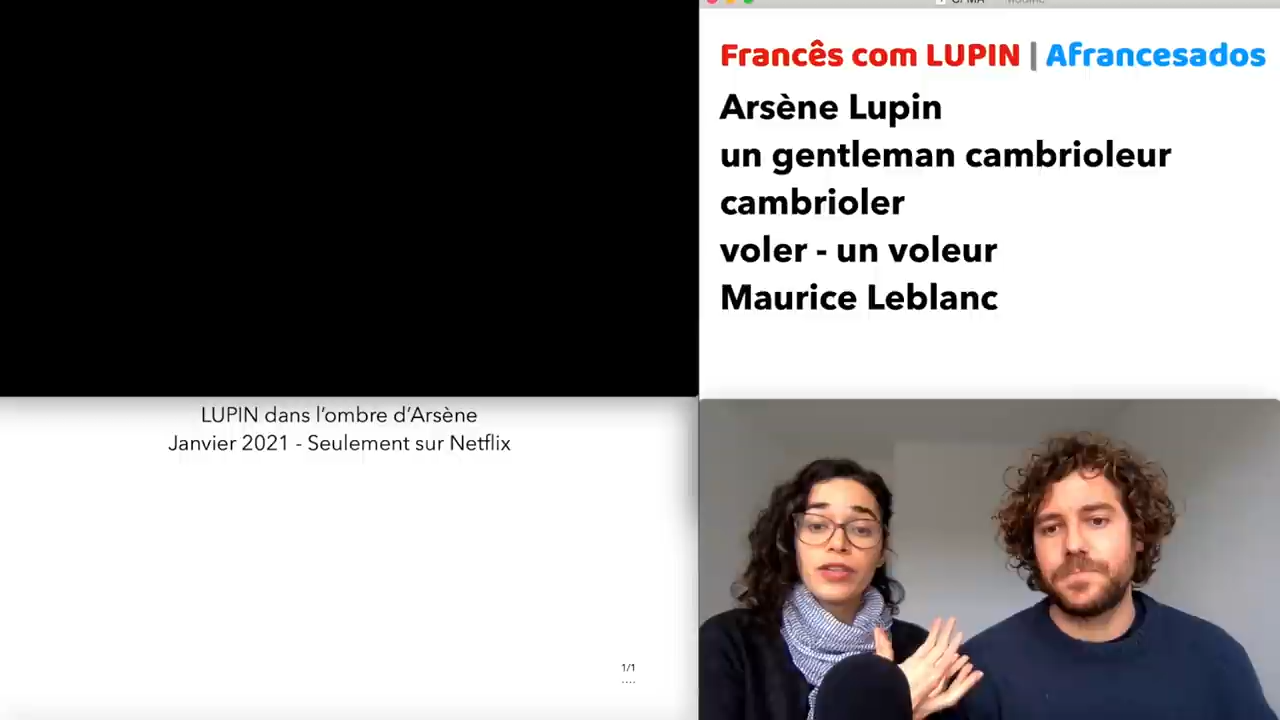 Francês com LUPIN | Afrancesados
Arsène Lupin
un gentleman cambrioleur
cambrioler
voler - un voleur
Maurice Leblanc
LUPIN dans l’ombre d’Arsène
Janvier 2021 - Seulement sur Netflix
1/1